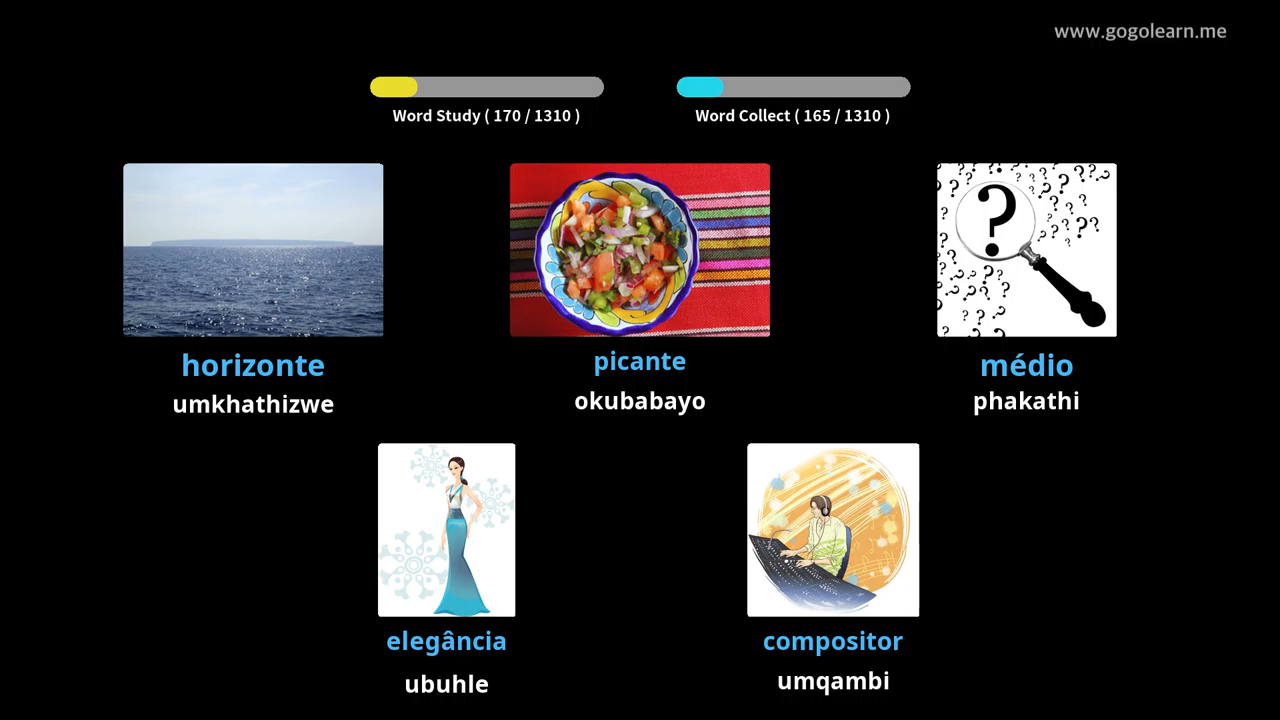 www.gogolearn.me
Word Study ( 170 / 1310 )
Word Collect ( 165 / 1310 )
horizonte
umkhathizwe
picante
okubabayo
médio
phakathi
elegância
ubuhle
compositor
umqambi